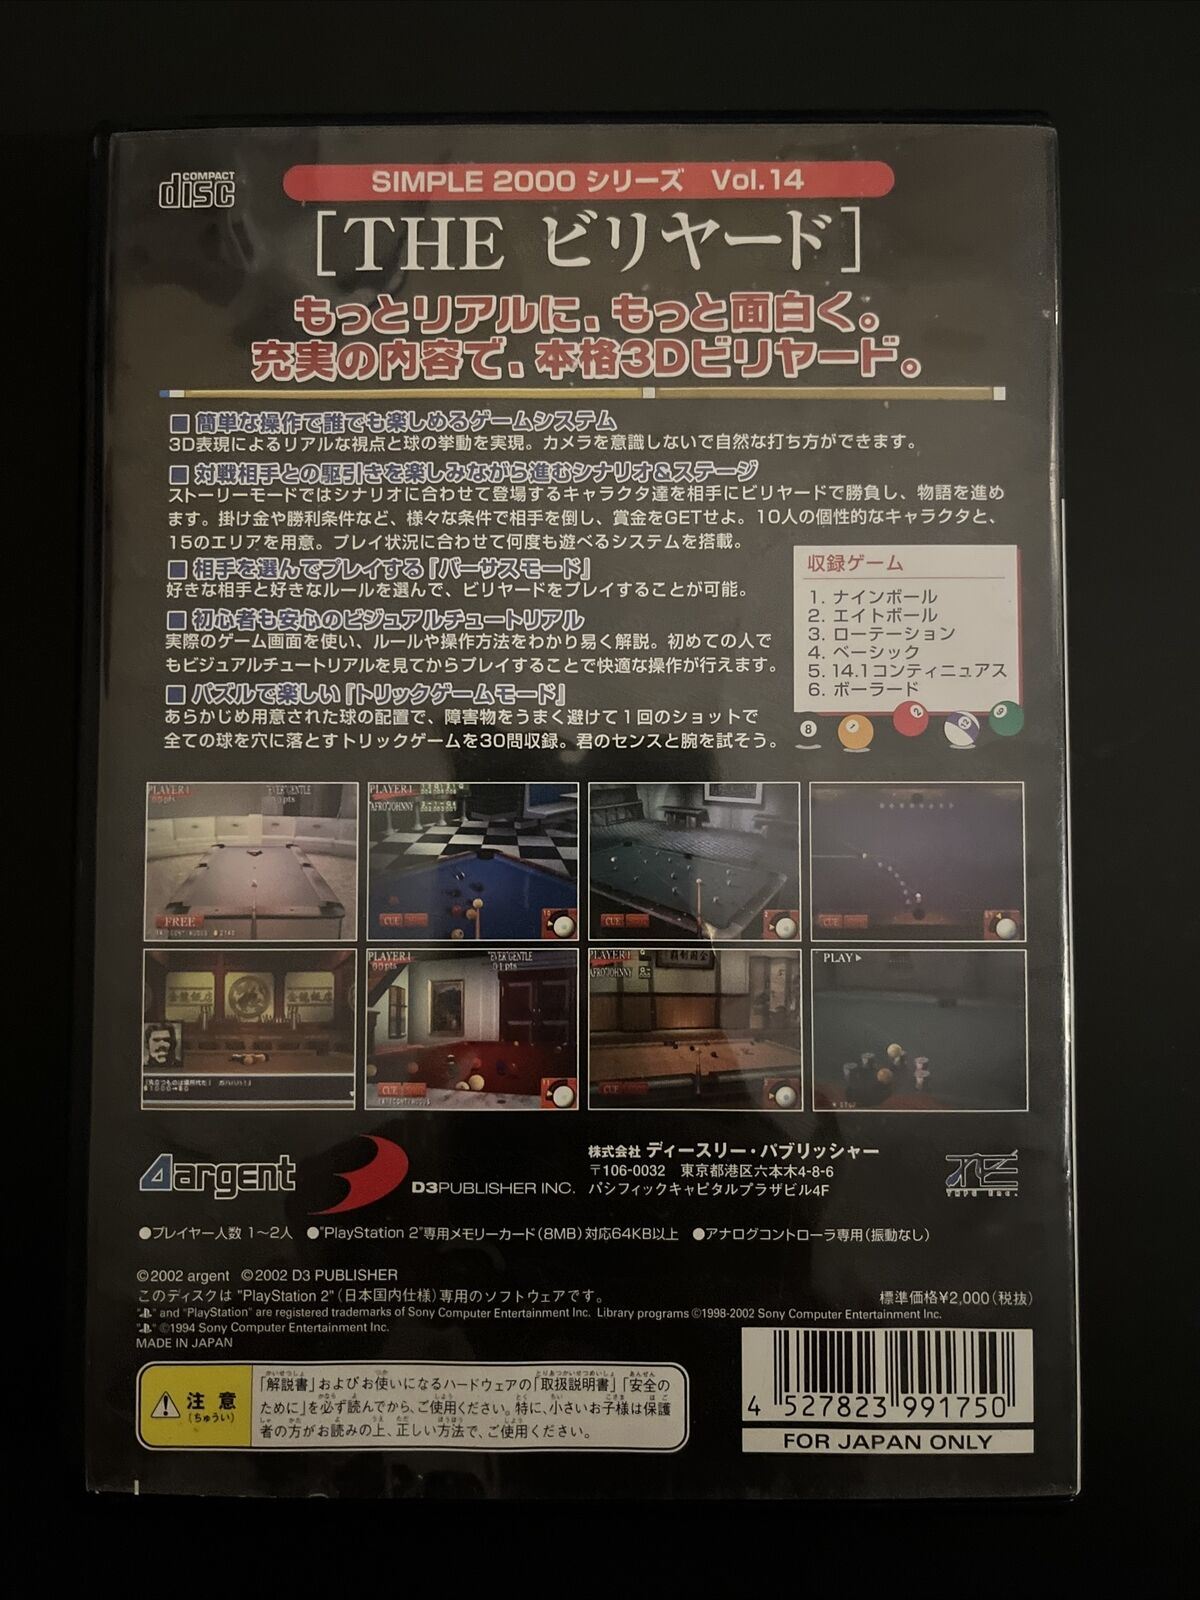 COMPACT
disc
SIMPLE 2000 シリーズ Vol.14
[THE ビリヤード]
もっとリアルに、もっと面白く。
充実の内容で、本格3Dビリヤード。
■ 簡単な操作で誰でも楽しめるゲームシステム
3D表現によるリアルな視点と球の挙動を実現。カメラを意識しないで自然な打ち方ができます。
■ 対戦相手との駆引きを楽しみながら進むシナリオ&ステージ
ストーリーモードではシナリオに合わせて登場するキャラクタ達を相手にビリヤードで勝負し、物語を進め
ます。掛け金や勝利条件など、様々な条件で相手を倒し、賞金をGETせよ。10人の個性的なキャラクタと、
15のエリアを用意。プレイ状況に合わせて何度も遊べるシステムを搭載。
■ 相手を選んでプレイする『バーサスモード』
好きな相手と好きなルールを選んで、ビリヤードをプレイすることが可能。
■ 初心者も安心のビジュアルチュートリアル
実際のゲーム画面を使い、ルールや操作方法をわかり易く解説。初めての人で
もビジュアルチュートリアルを見てからプレイすることで快適な操作が行えます。
■ パズルで楽しい『トリックゲームモード』
あらかじめ用意された球の配置で、障害物をうまく避けて1回のショットで
全ての球を穴に落とすトリックゲームを30問収録。君のセンスと腕を試そう。
収録ゲーム
1. ナインボール
2. エイトボール
3. ローテーション
4. ベーシック
5. 14.1コンティニュアス
6. ボーラード
8
2
PLAYER1
EVER GENTLE
FREE
PLAYER1
AFRO JOHNNY
CUE
CUE
CUE
金龍飯店
金龍飯店
PLAYER1
00pts
EVER GENTLE
01pts
CUE
PLAYER1
AFRO JOHNNY
CUE
PLAY▶
argent
D3PUBLISHER INC.
株式会社 ディースリー・パブリッシャー
〒106-0032 東京都港区六本木4-8-6
パシフィックキャピタルプラザビル4F
●プレイヤー人数 1〜2人 ●"PlayStation 2"専用メモリーカード(8MB)対応64KB以上 ●アナログコントローラ専用(振動なし)
©2002 argent ©2002 D3 PUBLISHER
このディスクは "PlayStation 2"(日本国内仕様)専用のソフトウェアです。
標準価格¥2,000(税抜)
" " and "PlayStation" are registered trademarks of Sony Computer Entertainment Inc. Library programs ©1998-2002 Sony Computer Entertainment Inc.
" " ©1994 Sony Computer Entertainment Inc.
MADE IN JAPAN
注意
(ちゅうい)
「解説書」およびお使いになるハードウェアの「取扱説明書」「安全の
ために」を必ず読んでから、ご使用ください。特に、小さいお子様は保護
者の方がお読みの上、正しい方法で、ご使用ください。
4 527823 991750
FOR JAPAN ONLY